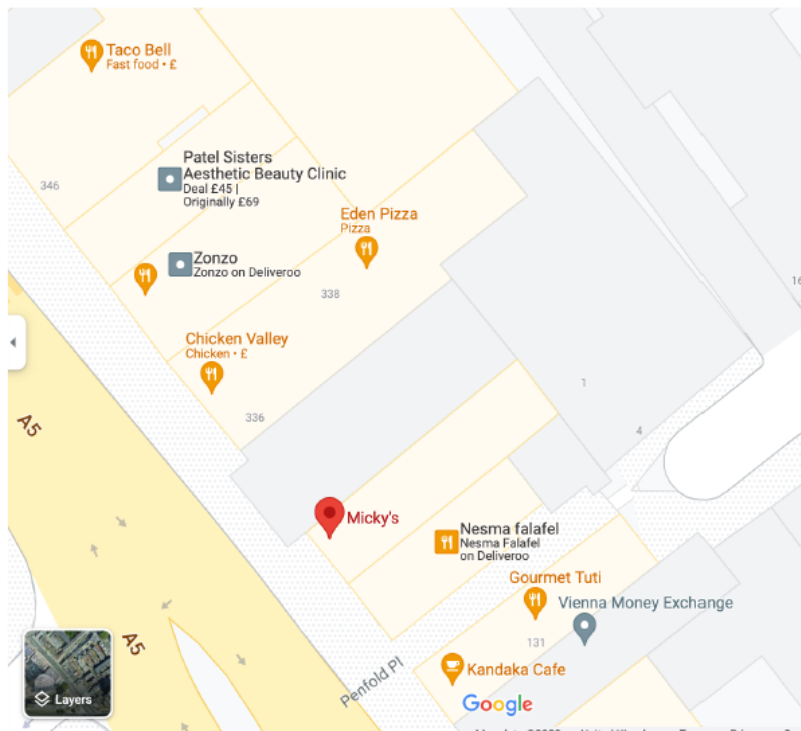 Taco Bell
Fast food • £
Patel Sisters
Aesthetic Beauty Clinic
Deal £45 |
Originally £69
346
Eden Pizza
Pizza
Zonzo
Zonzo on Deliveroo
16
338
Chicken Valley
Chicken • £
1
336
4
A5
Micky's
Nesma falafel
Nesma Falafel
on Deliveroo
Gourmet Tuti
Vienna Money Exchange
A5
131
Kandaka Cafe
Penfold Pl
Layers
Google